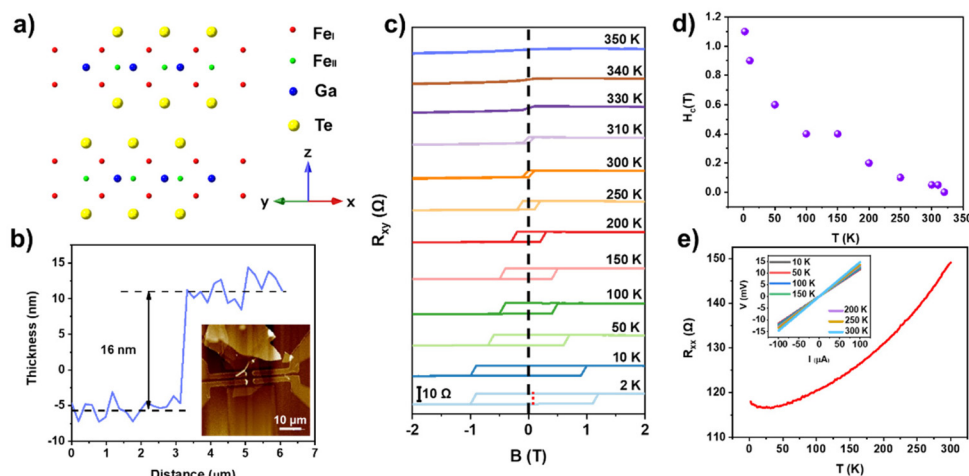 a)
Fe_I
Fe_II
Ga
Te
z
y
x
b)
Thickness (nm)
15
10
5
0
-5
-10
16 nm
10 µm
0 1 2 3 4 5 6 7
Distance (µm)
c)
R_xy (Ω)
350 K
340 K
330 K
310 K
300 K
250 K
200 K
150 K
100 K
50 K
10 K
2 K
10 Ω
-2 -1 0 1 2
B (T)
d)
H_C(T)
1.2
1.0
0.8
0.6
0.4
0.2
0.0
0 50 100 150 200 250 300 350
T (K)
e)
R_xx (Ω)
150
140
130
120
110
V (mV)
15
10
5
0
-5
-10
-15
10 K
50 K
100 K
150 K
200 K
250 K
300 K
-100 -50 0 50 100
I (µA)
0 50 100 150 200 250 300
T (K)